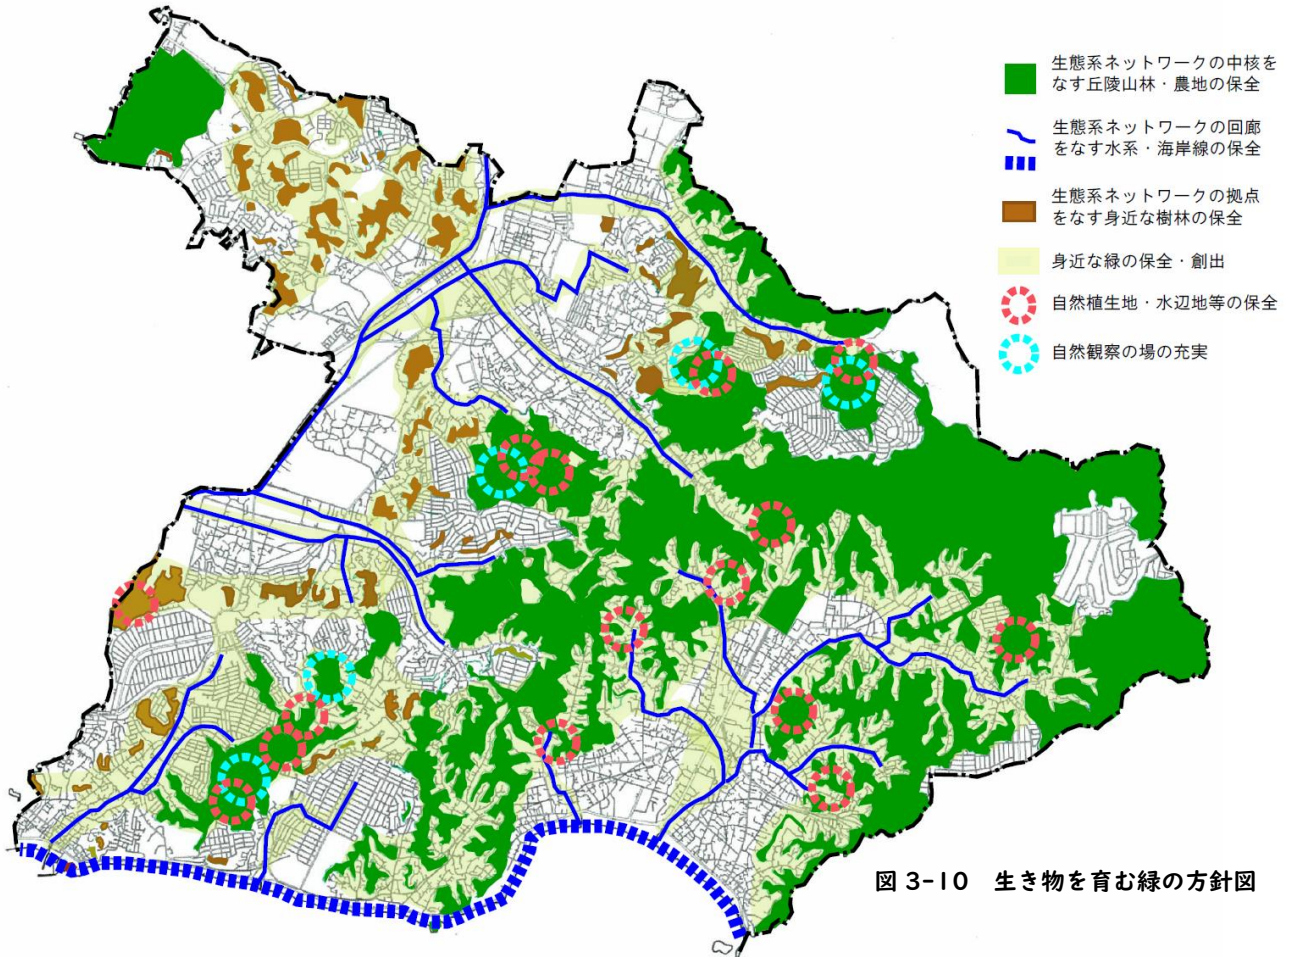 生態系ネットワークの中核を
なす丘陵山林・農地の保全
生態系ネットワークの回廊
をなす水系・海岸線の保全
生態系ネットワークの拠点
をなす身近な樹林の保全
身近な緑の保全・創出
自然植生地・水辺地等の保全
自然観察の場の充実
図 3-10 生き物を育む緑の方針図